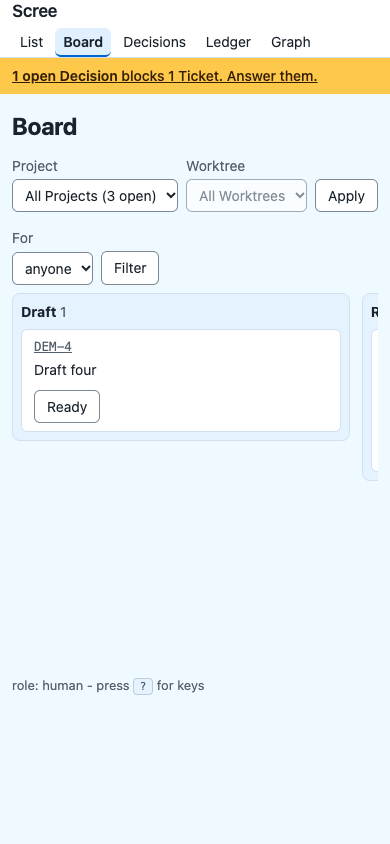 Scree
List Board Decisions Ledger Graph
1 open Decision blocks 1 Ticket. Answer them.
Board
Project Worktree
All Projects (3 open) All Worktrees Apply
For
anyone Filter
Draft 1 R
DEM-4
Draft four
Ready
role: human - press ? for keys